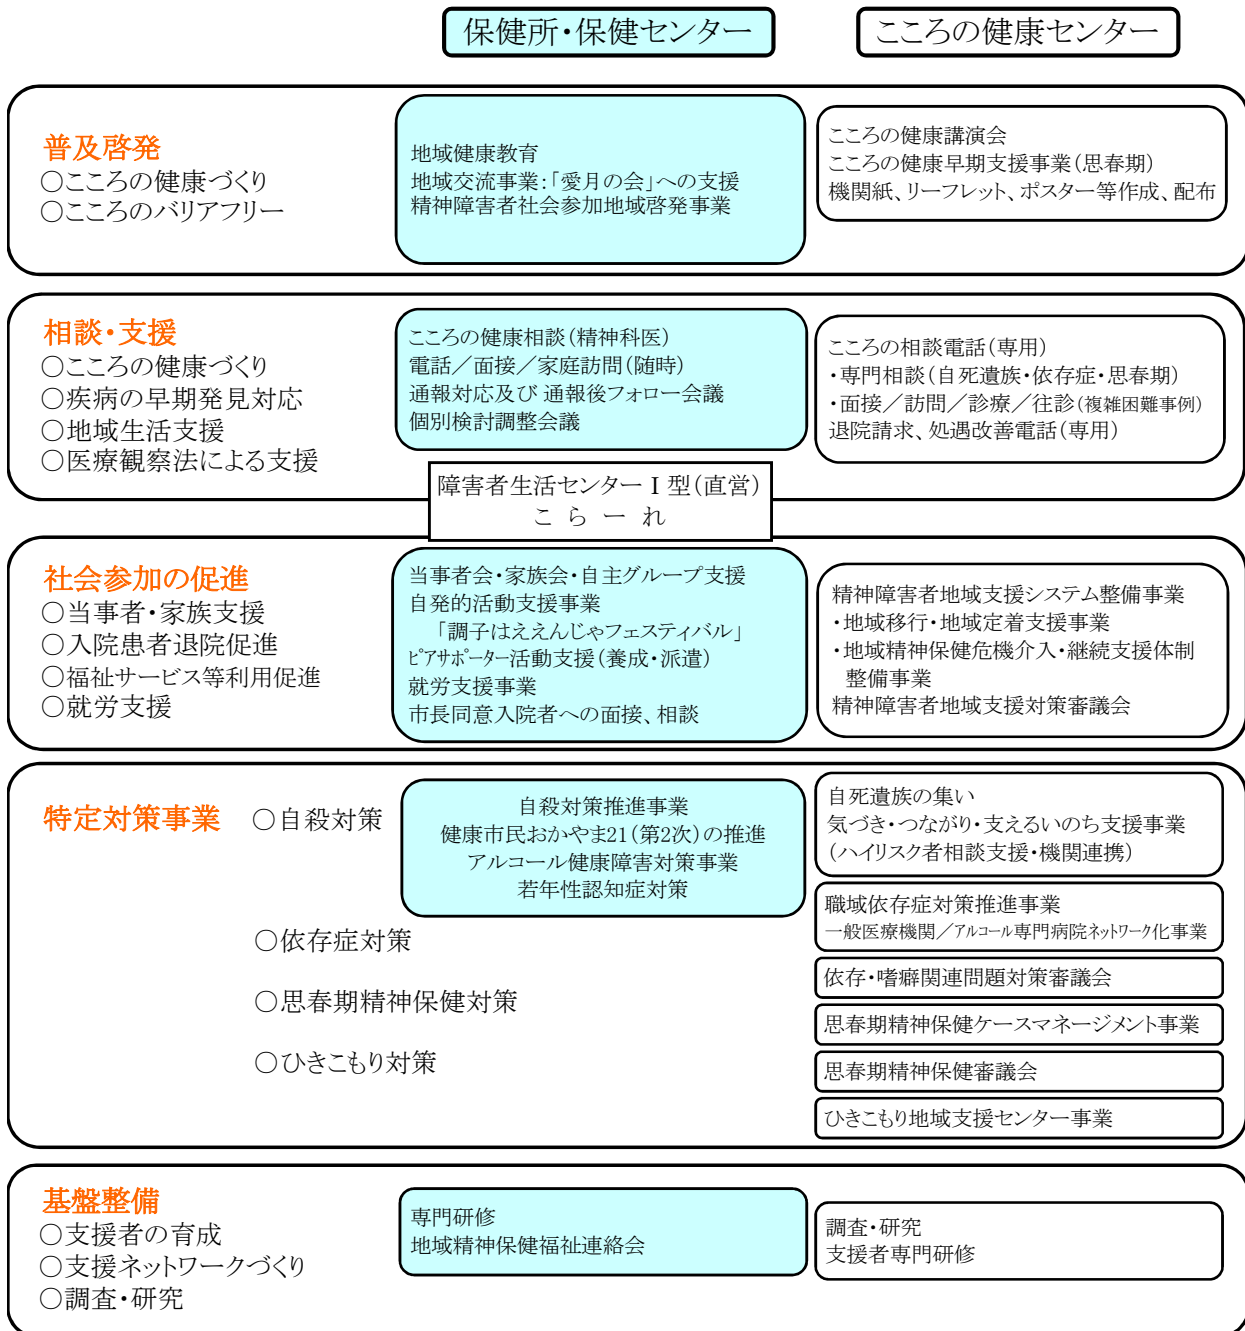 保健所・保健センター
こころの健康センター
普及啓発
○こころの健康づくり
○こころのバリアフリー
地域健康教育
地域交流事業:「愛月の会」への支援
精神障害者社会参加地域啓発事業
こころの健康講演会
こころの健康早期支援事業(思春期)
機関紙、リーフレット、ポスター等作成、配布
相談・支援
○こころの健康づくり
○疾病の早期発見対応
○地域生活支援
○医療観察法による支援
こころの健康相談(精神科医)
電話／面接／家庭訪問(随時)
通報対応及び 通報後フォロー会議
個別検討調整会議
こころの相談電話(専用)
・専門相談(自死遺族・依存症・思春期)
・面接／訪問／診療／往診(複雑困難事例)
退院請求、処遇改善電話(専用)
障害者生活センターⅠ型(直営)
こ ら ー れ
社会参加の促進
○当事者・家族支援
○入院患者退院促進
○福祉サービス等利用促進
○就労支援
当事者会・家族会・自主グループ支援
自発的活動支援事業
「調子はええんじゃフェスティバル」
ﾋﾟｱｻﾎﾟｰﾀｰ活動支援(養成・派遣)
就労支援事業
市長同意入院者への面接、相談
精神障害者地域支援システム整備事業
・地域移行・地域定着支援事業
・地域精神保健危機介入・継続支援体制
整備事業
精神障害者地域支援対策審議会
特定対策事業
○自殺対策
自殺対策推進事業
健康市民おかやま21(第2次)の推進
アルコール健康障害対策事業
若年性認知症対策
自死遺族の集い
気づき・つながり・支えるいのち支援事業
(ハイリスク者相談支援・機関連携)
職域依存症対策推進事業
一般医療機関／ｱﾙｺｰﾙ専門病院ﾈｯﾄﾜｰｸ化事業
○依存症対策
依存・嗜癖関連問題対策審議会
○思春期精神保健対策
思春期精神保健ケースマネージメント事業
○ひきこもり対策
思春期精神保健審議会
ひきこもり地域支援センター事業
基盤整備
○支援者の育成
○支援ネットワークづくり
○調査・研究
専門研修
地域精神保健福祉連絡会
調査・研究
支援者専門研修